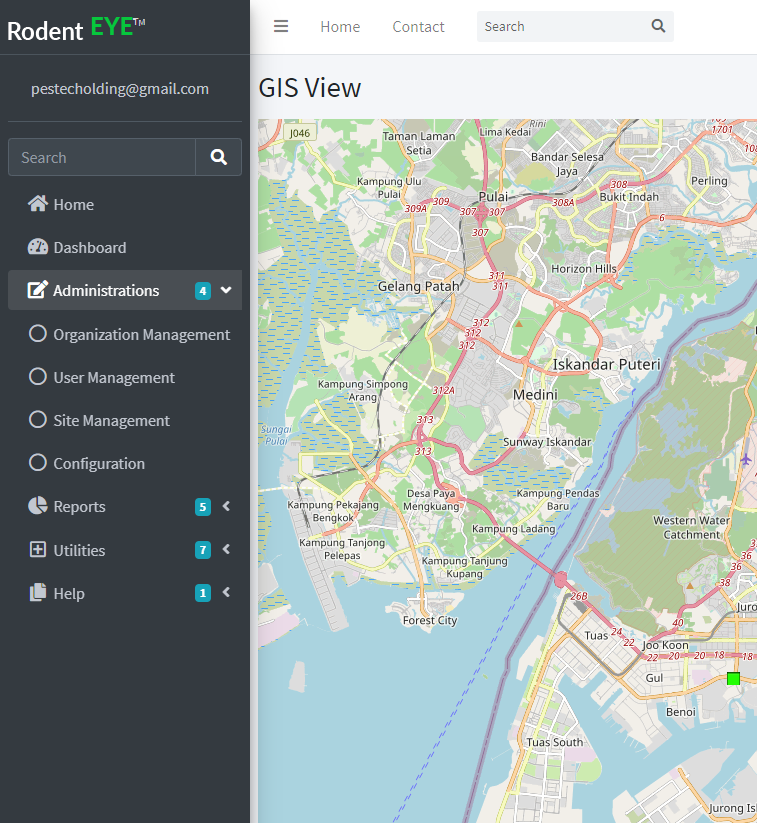 Rodent EYE™
pestecholding@gmail.com
Search
Home
Dashboard
Administrations 4
Organization Management
User Management
Site Management
Configuration
Reports 5
Utilities 7
Help 1
Home Contact Search
GIS View
J046
Taman Laman
Setia
Lima Kedai
Rini
1701
Bandar Selesa
Jaya
Kampung Ulu
Pulai
Pulai
308
Perling
309
309A
307
307
307
308A
Bukit Indah
6
311
311
Horizon Hills
Gelang Patah
312
312
312
Iskandar Puteri
Kampung Simpong
Arang
312A
Medini
Sungai
Pulai
313
313
Sunway Iskandar
Desa Paya
Mengkuang
Kampung Pendas
Baru
Kampung Pekajang
Bengkok
Kampung Ladang
Western Water
Catchment
Kampung Tanjong
Pelepas
Kampung Tanjung
Kupang
36
36
38
26B
Forest City
40
Tuas
24
22
Joo Koon
22
20
20
18
18
Gul
Benoi
Tuas South
Jurong Isl